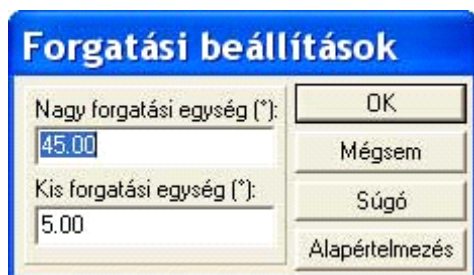 Forgatási beállítások
Nagy forgatási egység (°):
45.00
Kis forgatási egység (°):
5.00
OK
Mégsem
Súgó
Alapértelmezés